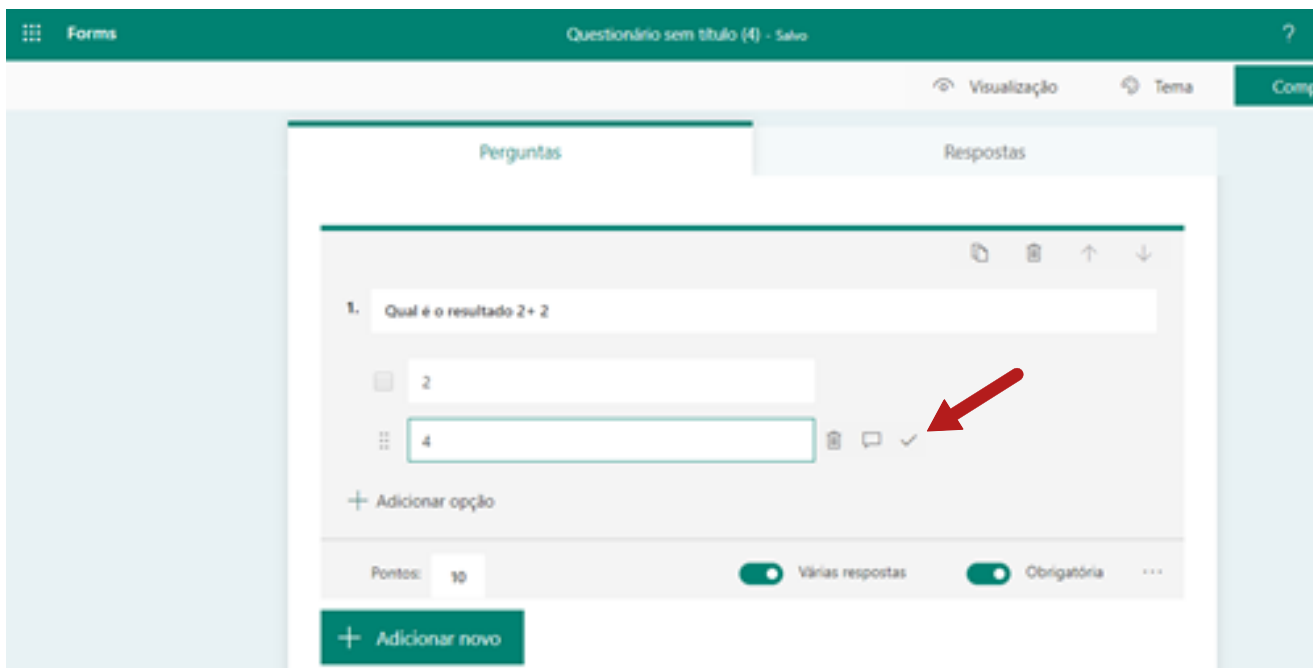 Forms
Questionário sem título (4) - Salvo
?
Visualização
Tema
Comp
Perguntas
Respostas
1. Qual é o resultado 2+ 2
2
4
Adicionar opção
Pontos: 10
Várias respostas
Obrigatória
Adicionar novo